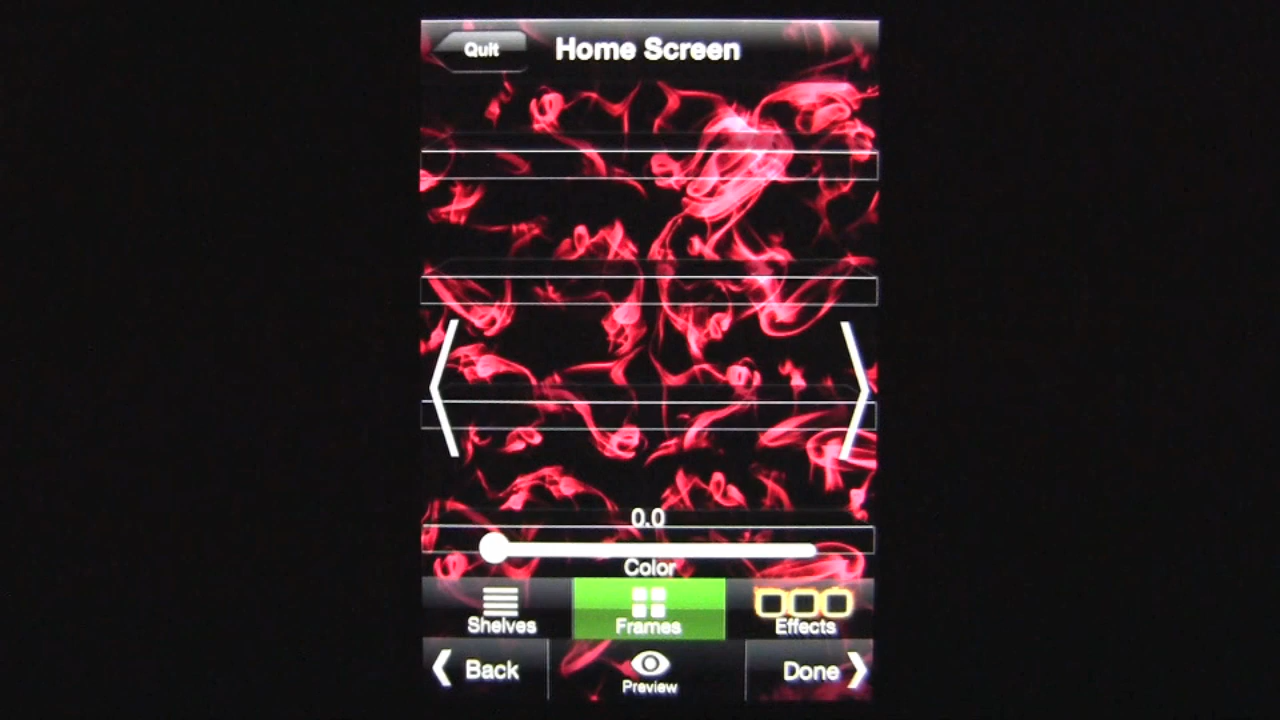 Quit
Home Screen
0.0
Color
Shelves
Frames
Effects
Back
Preview
Done